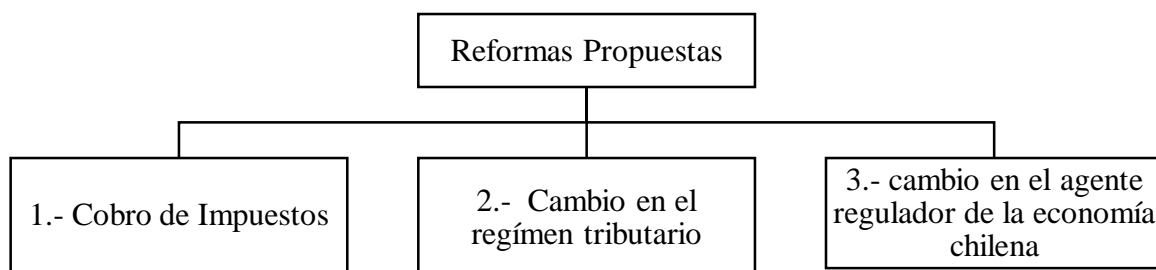 Reformas Propuestas
1.- Cobro de Impuestos
2.- Cambio en el
regímen tributario
3.- cambio en el agente
regulador de la economía
chilena